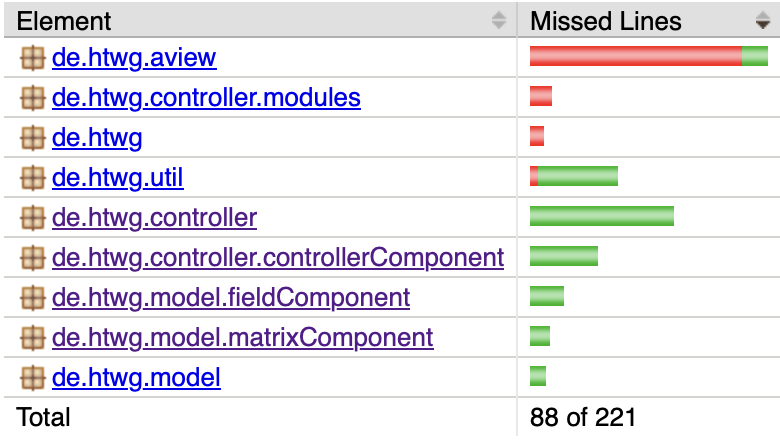 Element Missed Lines
de.htwg.aview
de.htwg.controller.modules
de.htwg
de.htwg.util
de.htwg.controller
de.htwg.controller.controllerComponent
de.htwg.model.fieldComponent
de.htwg.model.matrixComponent
de.htwg.model
Total 88 of 221